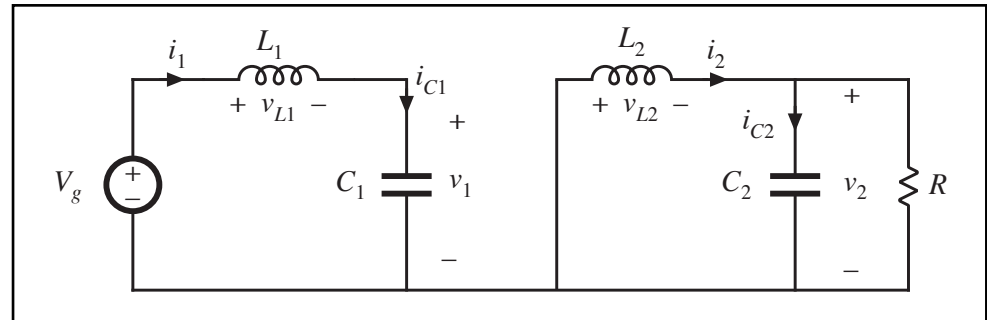 i1 L1 L2 i2
iC1
+ vL1 − + vL2 − +
+ iC2
Vg + − C1 v1 C2 v2 R
− −